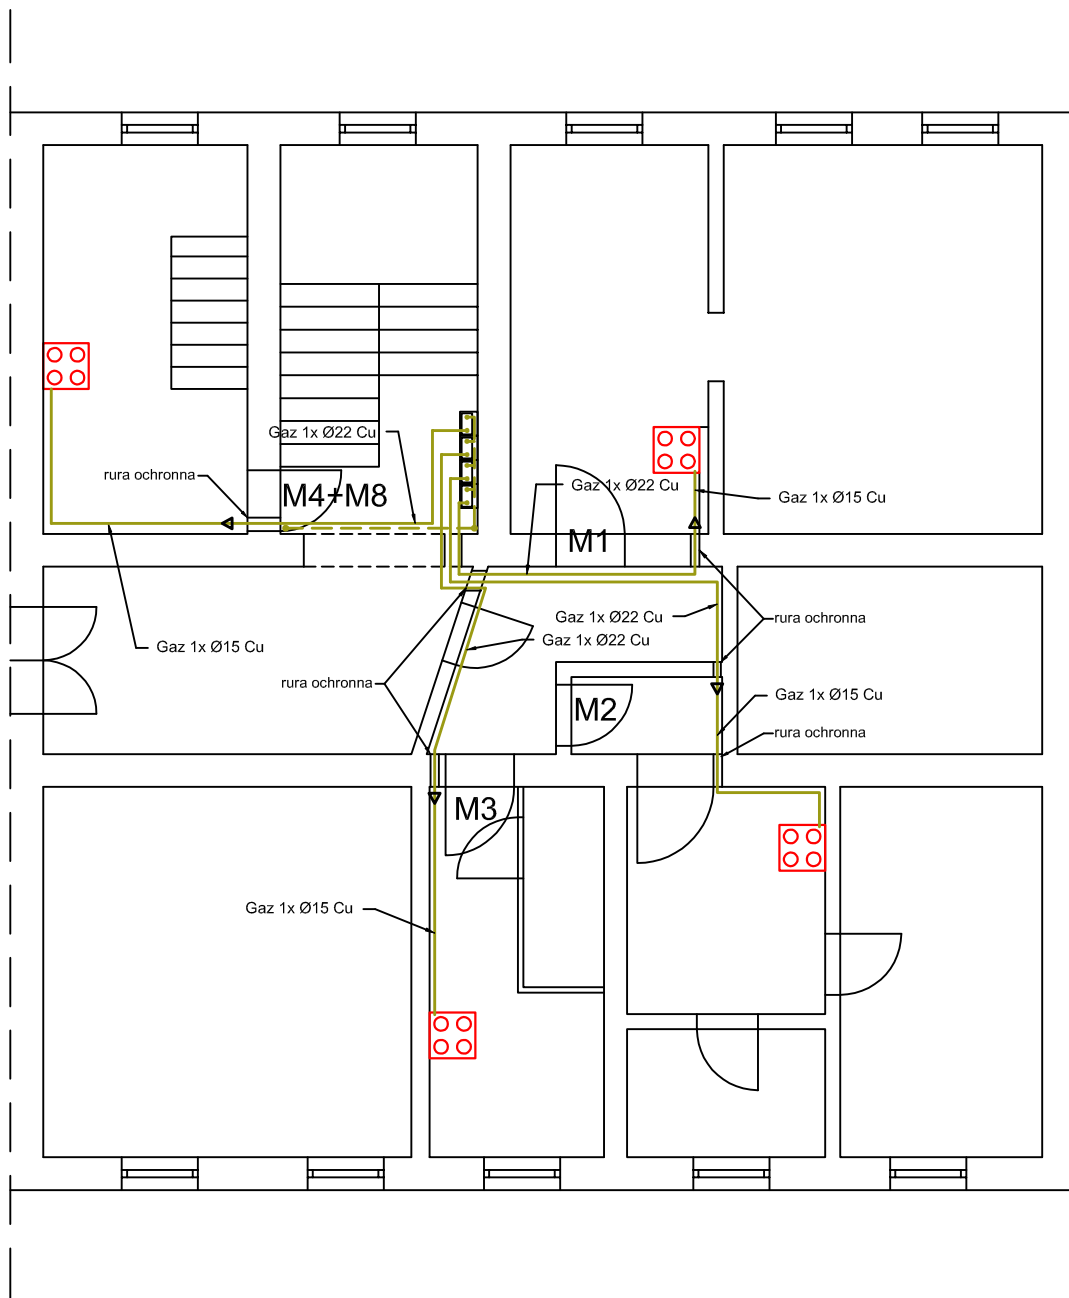 Gaz 1x Ø22 Cu
rura ochronna
M4+M8
Gaz 1x Ø22 Cu
Gaz 1x Ø15 Cu
M1
Gaz 1x Ø22 Cu
rura ochronna
Gaz 1x Ø22 Cu
Gaz 1x Ø15 Cu
rura ochronna
Gaz 1x Ø15 Cu
M2
rura ochronna
M3
Gaz 1x Ø15 Cu